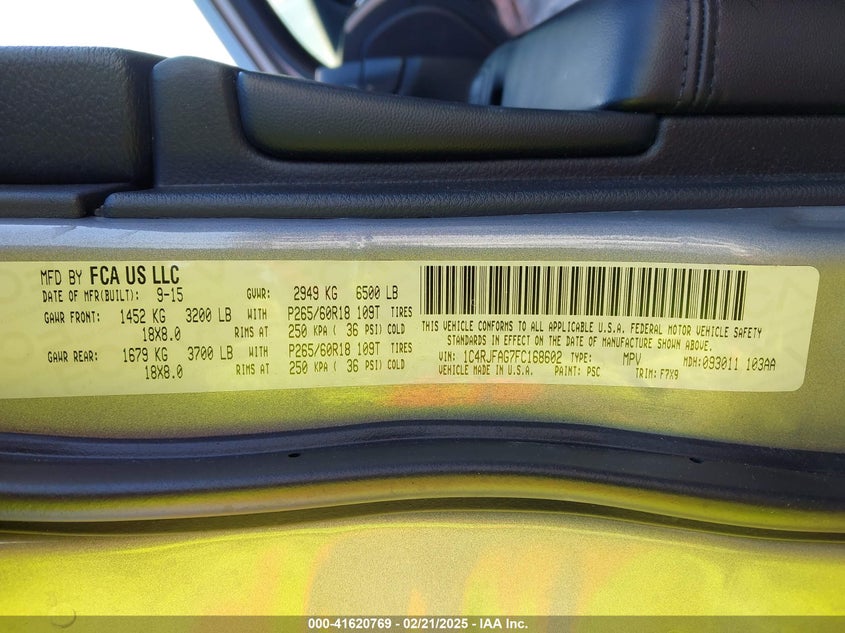 MFD BY FCA US LLC
DATE OF MFR(BUILT): 9-15 GVWR: 2949 KG 6500 LB
GAWR FRONT: 1452 KG 3200 LB WITH P265/60R18 109T TIRES
18X8.0 RIMS AT 250 KPA ( 36 PSI) COLD
GAWR REAR: 1679 KG 3700 LB WITH P265/60R18 109T TIRES
18X8.0 RIMS AT 250 KPA ( 36 PSI) COLD
THIS VEHICLE CONFORMS TO ALL APPLICABLE U.S.A. FEDERAL MOTOR VEHICLE SAFETY
STANDARDS IN EFFECT ON THE DATE OF MANUFACTURE SHOWN ABOVE.
VIN: 1C4RJFAG7FC168602 TYPE: MPV MDH:093011 103AA
VEHICLE MADE IN U.S.A. PAINT: PSC TRIM: F7X9
000-41620769 - 02/21/2025 - IAA Inc.